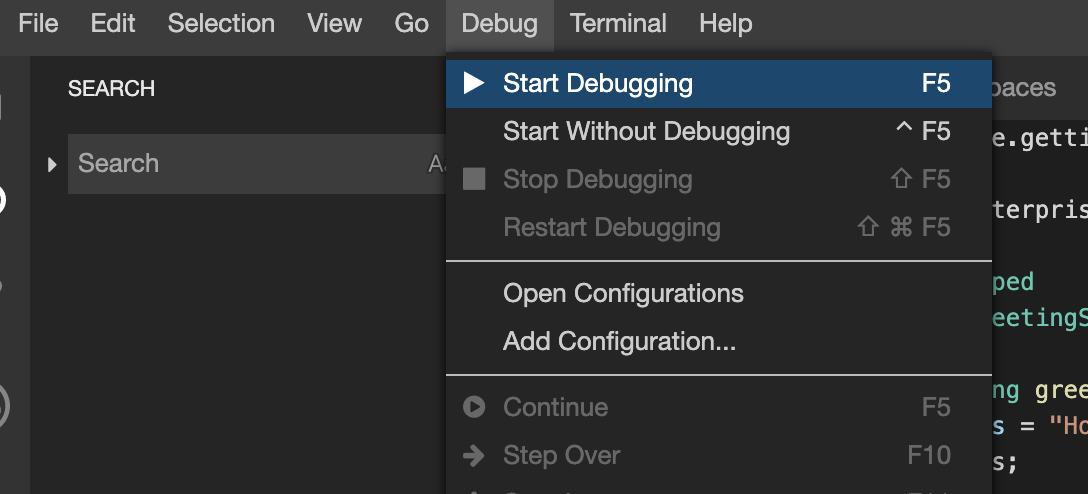 File Edit Selection View Go Debug Terminal Help
SEARCH
Search
Start Debugging F5
Start Without Debugging ^ F5
Stop Debugging ⇧ F5
Restart Debugging ⇧ ⌘ F5
Open Configurations
Add Configuration...
Continue F5
Step Over F10
paces
e.getti
terpris
ped
eetingS
ng gree
s = "Ho
s;